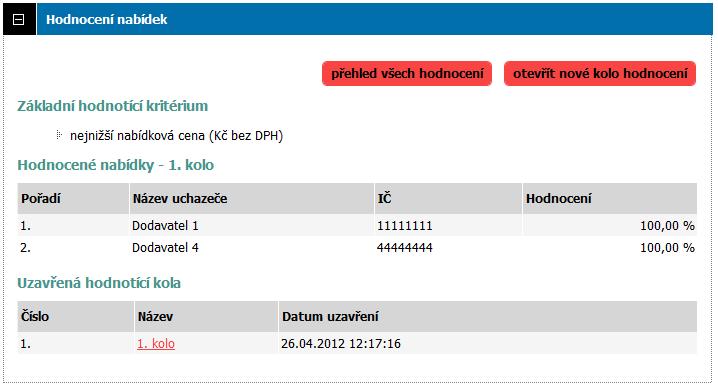 Hodnocení nabídek
přehled všech hodnocení otevřít nové kolo hodnocení
Základní hodnotící kritérium
nejnižší nabídková cena (Kč bez DPH)
Hodnocené nabídky - 1. kolo
Pořadí Název uchazeče IČ Hodnocení
1. Dodavatel 1 11111111 100,00 %
2. Dodavatel 4 44444444 100,00 %
Uzavřená hodnotící kola
Číslo Název Datum uzavření
1. 1. kolo 26.04.2012 12:17:16